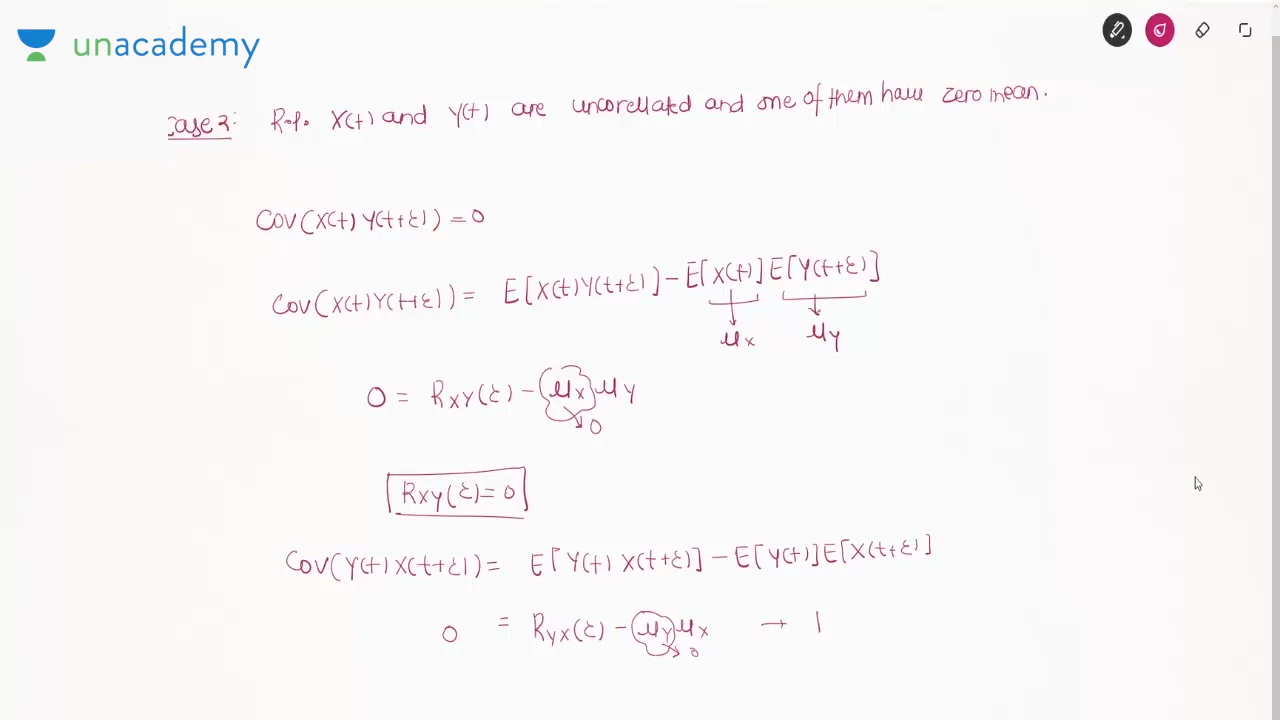 unacademy
Case 3: R.P. X(t) and Y(t) are uncorellated and one of them have zero mean.
COV(X(t) Y(t+τ)) = 0
COV(X(t)Y(t+τ)) = E[X(t)Y(t+τ)] - E[X(t)]E[Y(t+τ)]
↓ ↓
μx μy
0 = RXY(τ) - μx μy
↘ 0
Rxy(τ) = 0
COV(Y(t) X(t+τ)) = E[Y(t) X(t+τ)] - E[Y(t)]E[X(t+τ)]
0 = RYX(τ) - μy μx → 1
↘ 0